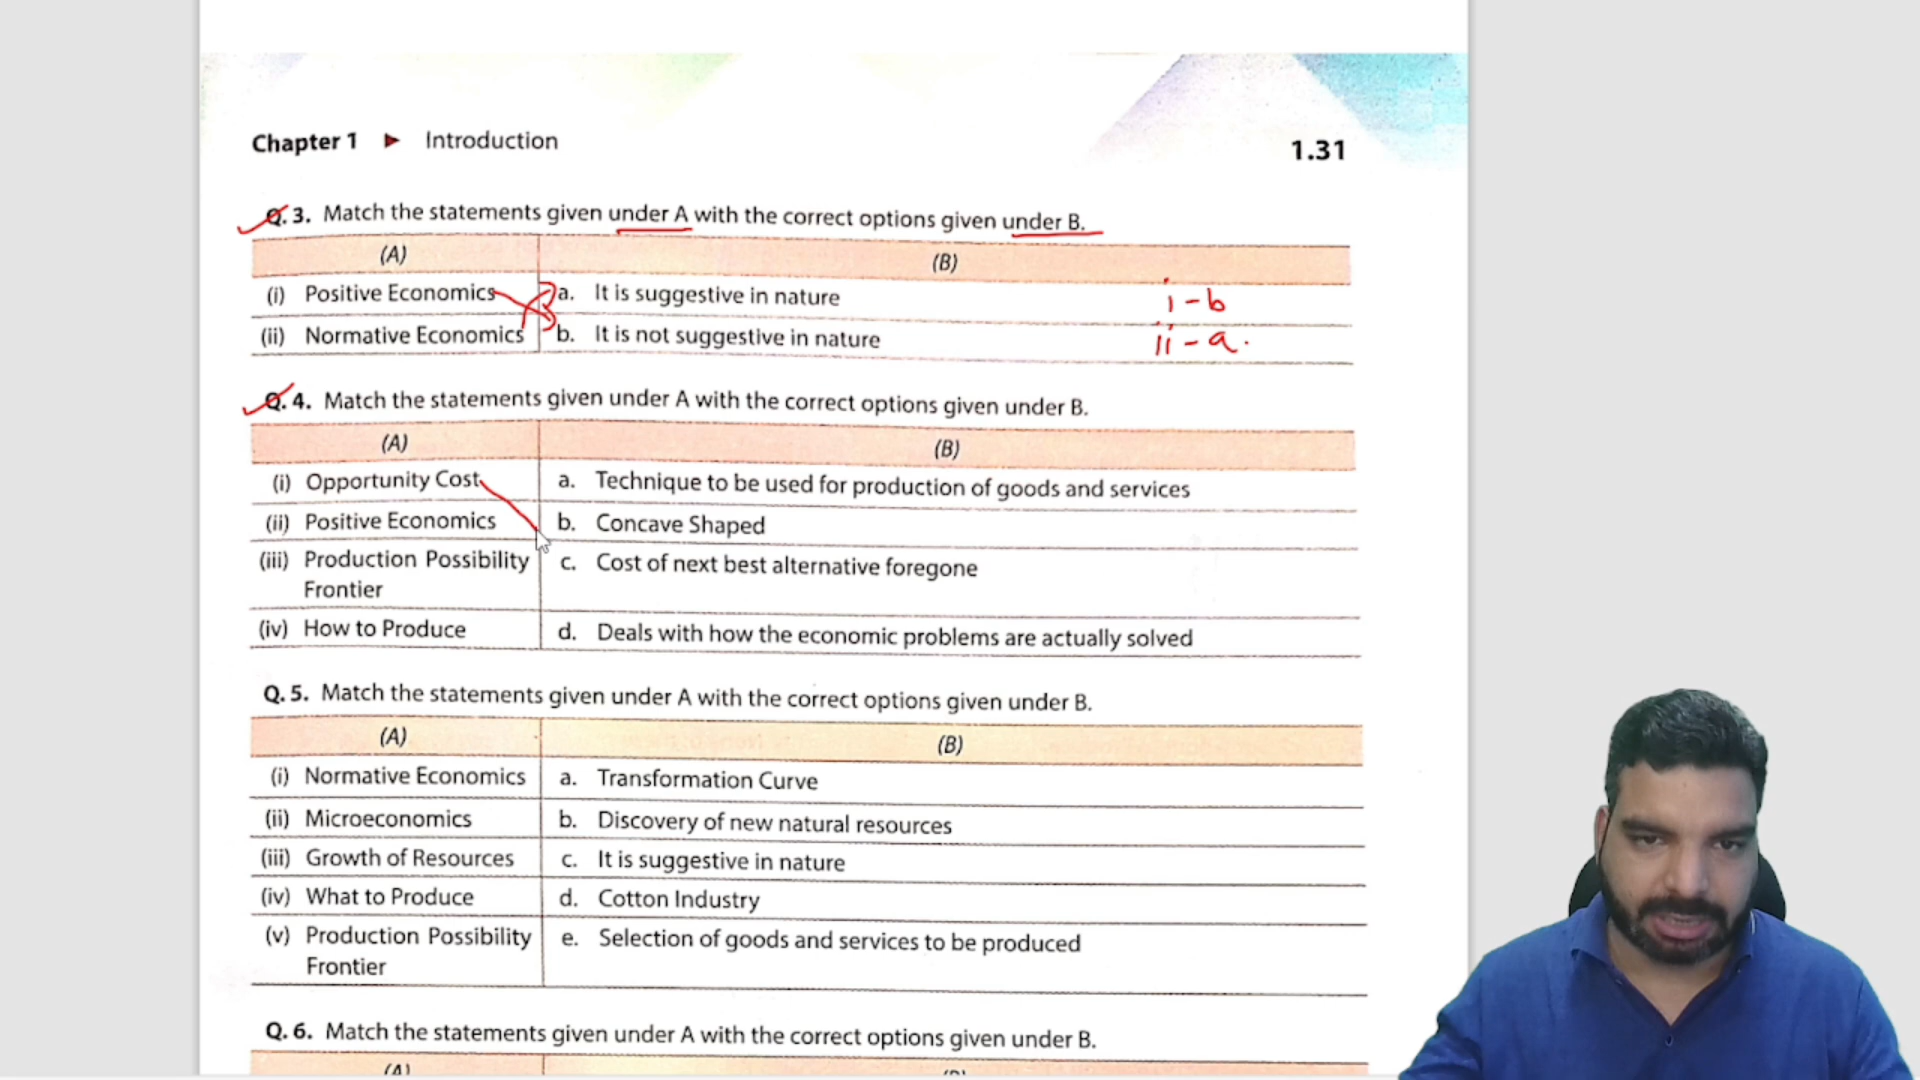 Chapter 1 ▶ Introduction
1.31
Q. 3. Match the statements given under A with the correct options given under B.
(A) (B)
(i) Positive Economics a. It is suggestive in nature i - b
(ii) Normative Economics b. It is not suggestive in nature ii - a.
Q. 4. Match the statements given under A with the correct options given under B.
(A) (B)
(i) Opportunity Cost a. Technique to be used for production of goods and services
(ii) Positive Economics b. Concave Shaped
(iii) Production Possibility c. Cost of next best alternative foregone
Frontier
(iv) How to Produce d. Deals with how the economic problems are actually solved
Q. 5. Match the statements given under A with the correct options given under B.
(A) (B)
(i) Normative Economics a. Transformation Curve
(ii) Microeconomics b. Discovery of new natural resources
(iii) Growth of Resources c. It is suggestive in nature
(iv) What to Produce d. Cotton Industry
(v) Production Possibility e. Selection of goods and services to be produced
Frontier
Q. 6. Match the statements given under A with the correct options given under B.
(A)